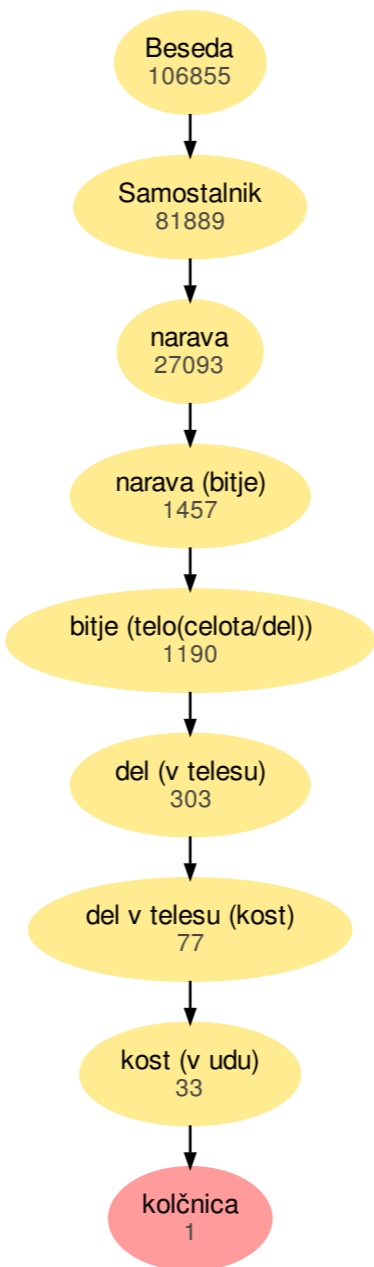 Beseda
106855
Samostalnik
81889
narava
27093
narava (bitje)
1457
bitje (telo(celota/del))
1190
del (v telesu)
303
del v telesu (kost)
77
kost (v udu)
33
kolčnica
1